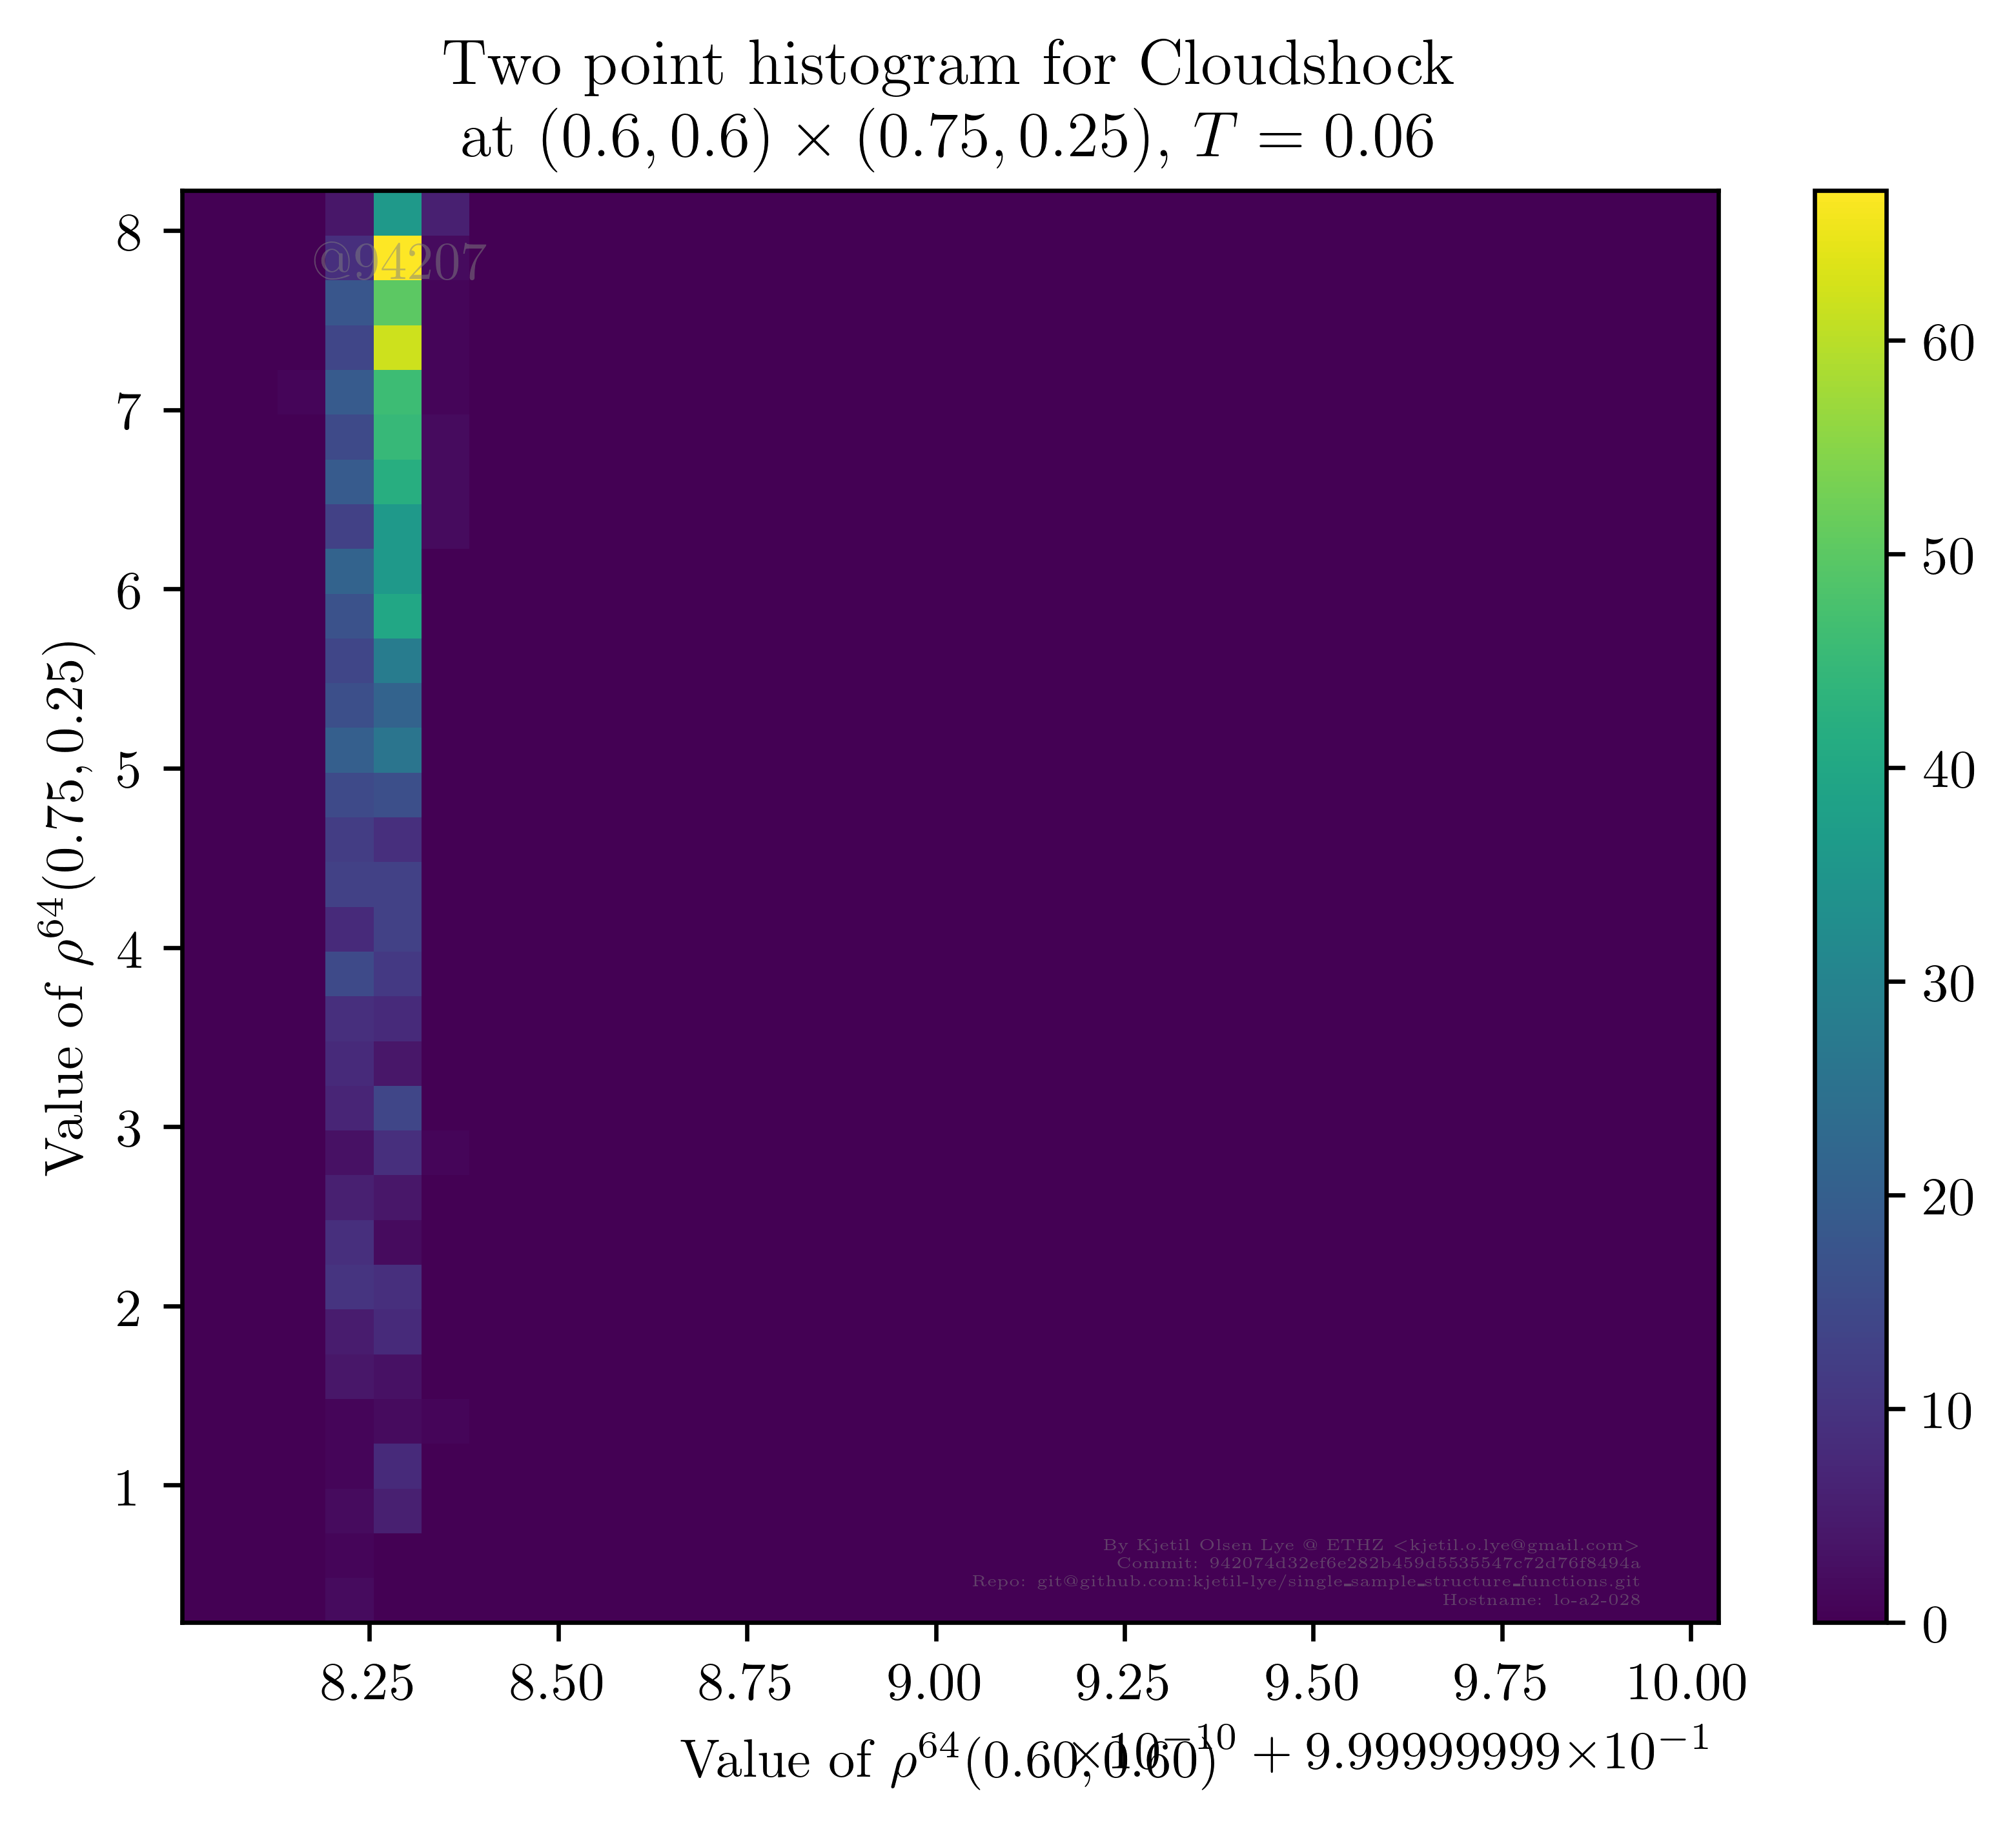 Two point histogram for Cloudshock
at (0.6, 0.6) × (0.75, 0.25), T = 0.06
@94207
8
7
6
5
4
3
2
1
Value of ρ^64(0.75, 0.25)
60
50
40
30
20
10
0
By Kjetil Olsen Lye @ ETHZ <kjetil.o.lye@gmail.com>
Commit: 942074d32ef6e282b459d5535547c72d76f8494a
Repo: git@github.com:kjetil-lye/single_sample_structure_functions.git
Hostname: lo-a2-028
8.25 8.50 8.75 9.00 9.25 9.50 9.75 10.00
×10^−10 + 9.99999999×10^−1
Value of ρ^64(0.60, 0.60)